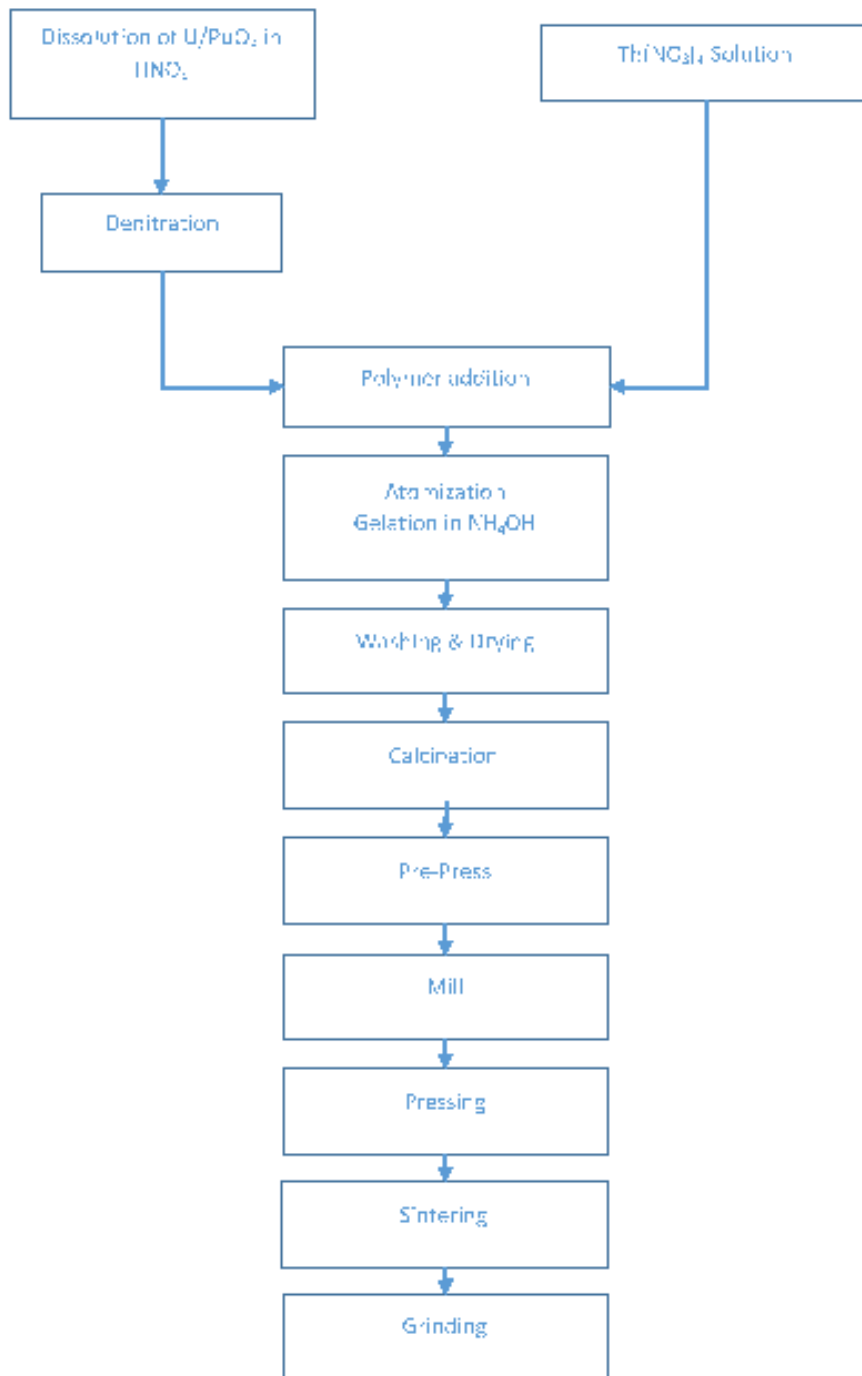 Dissolution of U/PuO₂ in
HNO₃
Th(NO₃)₄ Solution
Denitration
Polymer addition
Atomization
Gelation in NH₄OH
Washing & Drying
Calcination
Pre-Press
Mill
Pressing
Sintering
Grinding